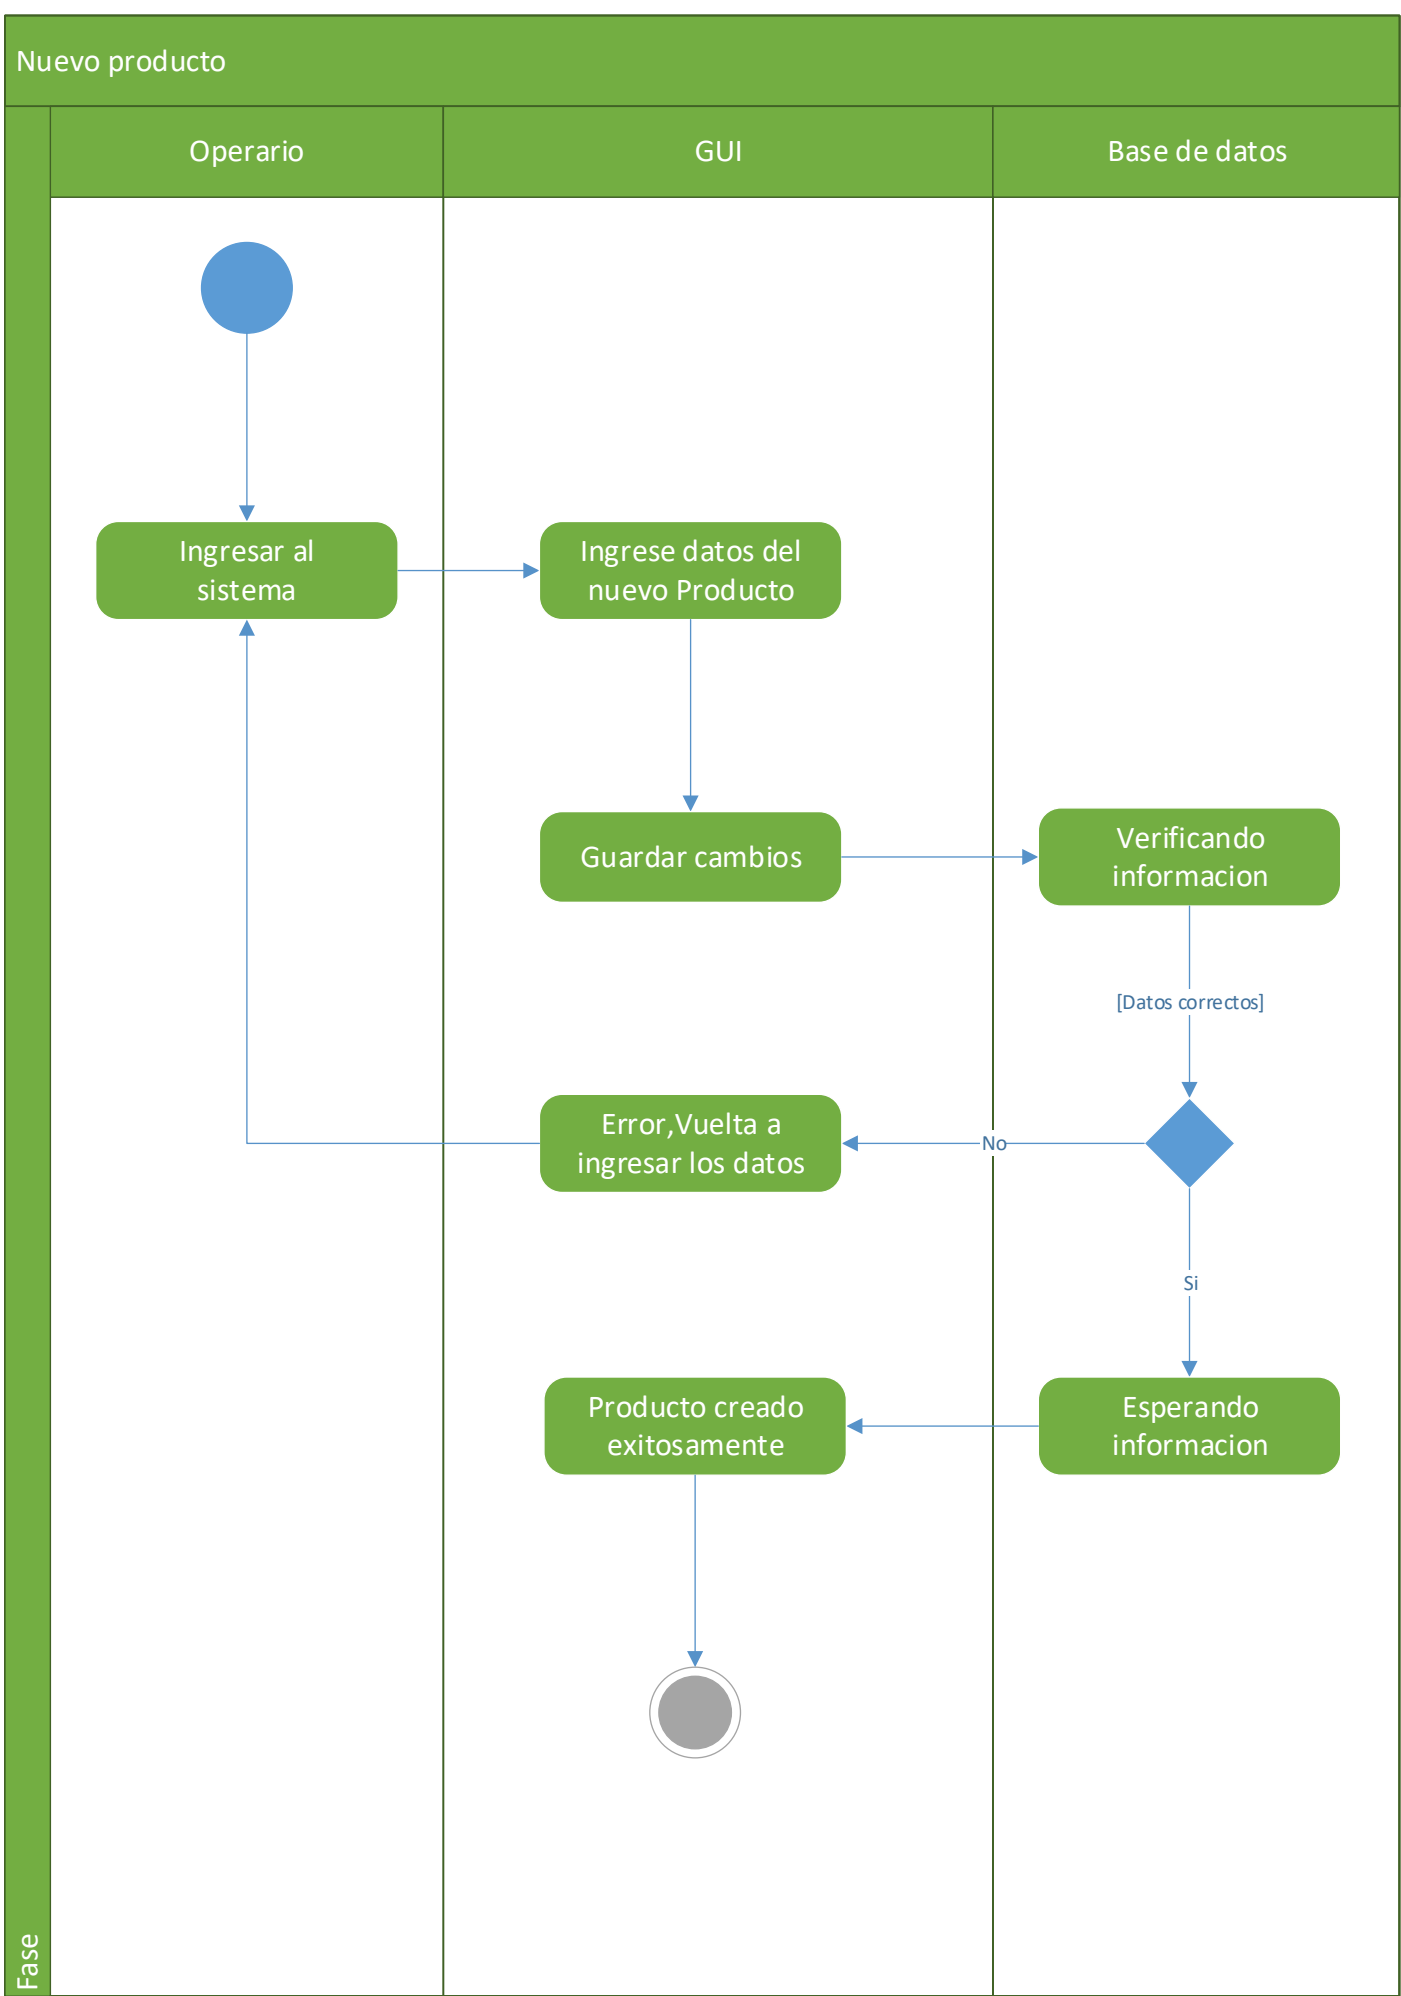 Nuevo producto
Operario
GUI
Base de datos
Ingresar al
sistema
Ingrese datos del
nuevo Producto
Guardar cambios
Verificando
informacion
[Datos correctos]
Error,Vuelta a
ingresar los datos
No
Si
Producto creado
exitosamente
Esperando
informacion
Fase